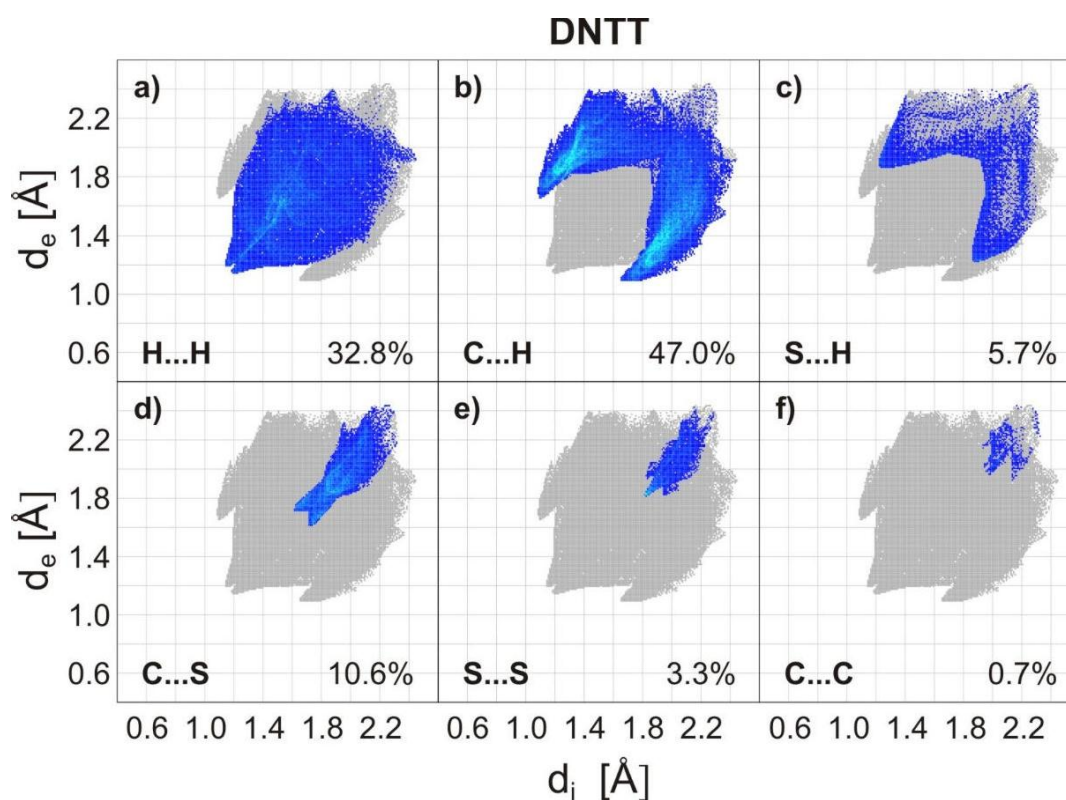 DNTT
a)
b)
c)
2.2
1.8
1.4
1.0
0.6
de [Å]
H...H 32.8%
C...H 47.0%
S...H 5.7%
d)
e)
f)
2.2
1.8
1.4
1.0
0.6
de [Å]
C...S 10.6%
S...S 3.3%
C...C 0.7%
0.6 1.0 1.4 1.8 2.2
0.6 1.0 1.4 1.8 2.2
0.6 1.0 1.4 1.8 2.2
di [Å]